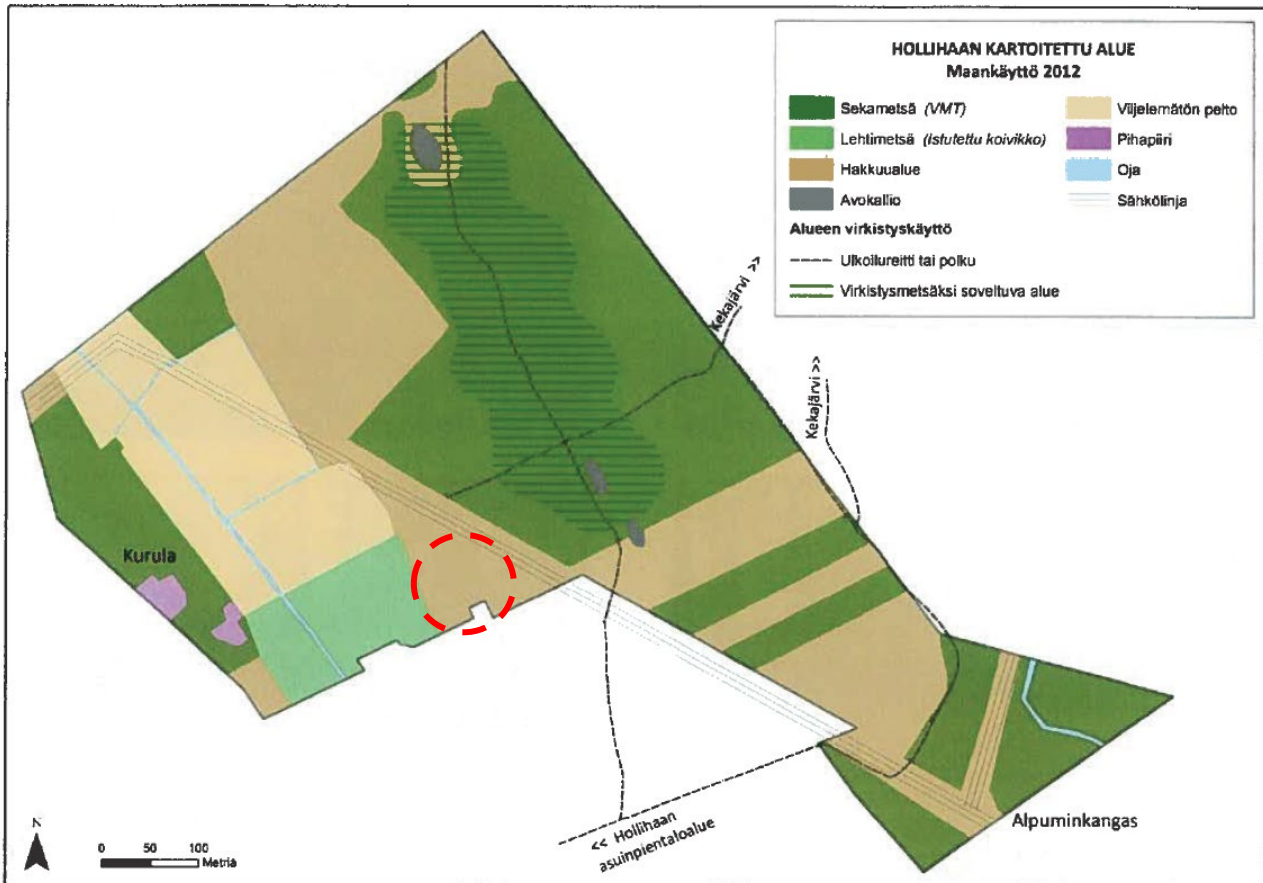 HOLLIHAAN KARTOITETTU ALUE
Maankäyttö 2012
Sekametsä (VMT)
Lehtimetsä (Istutettu koivikko)
Hakkuualue
Avokallio
Viljelemätön pelto
Pihapiiri
Oja
Sähkölinja
Alueen virkistyskäyttö
Ulkoilureitti tai polku
Virkistysmetsäksi soveltuva alue
Kekajärvi >>
Kekajärvi >>
Kurula
Alpuminkangas
<< Hollihaan
asuinpientaloalue
N
0 50 100
Metriä